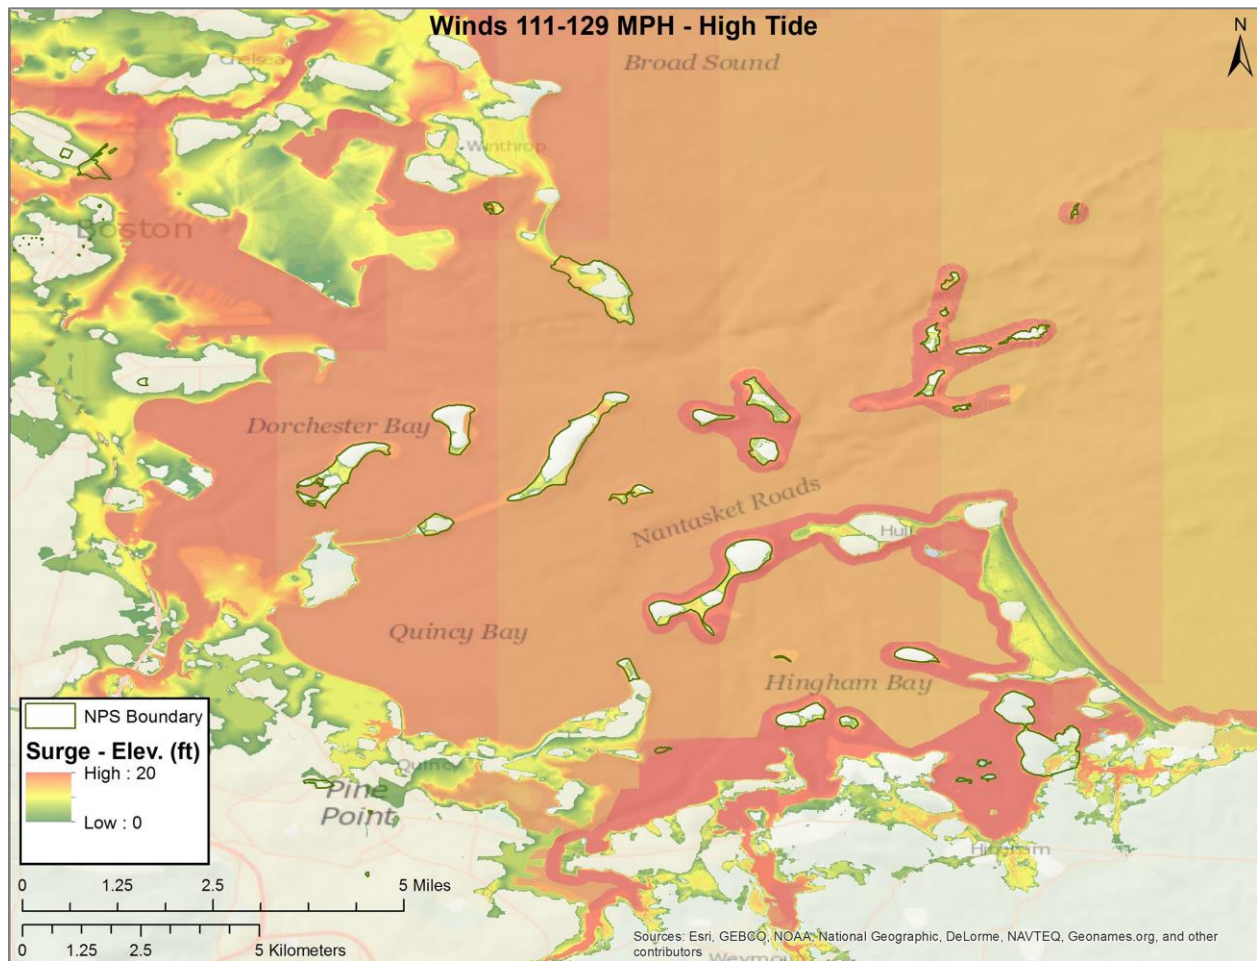 Winds 111-129 MPH - High Tide
N
Broad Sound
Chelsea
Winthrop
Boston
Dorchester Bay
Nantasket Roads
Hull
Quincy Bay
Hingham Bay
NPS Boundary
Surge - Elev. (ft)
High : 20
Low : 0
Quincy
Pine
Point
Hingham
0 1.25 2.5 5 Miles
0 1.25 2.5 5 Kilometers
Sources: Esri, GEBCO, NOAA, National Geographic, DeLorme, NAVTEQ, Geonames.org, and other
contributors
Weymouth